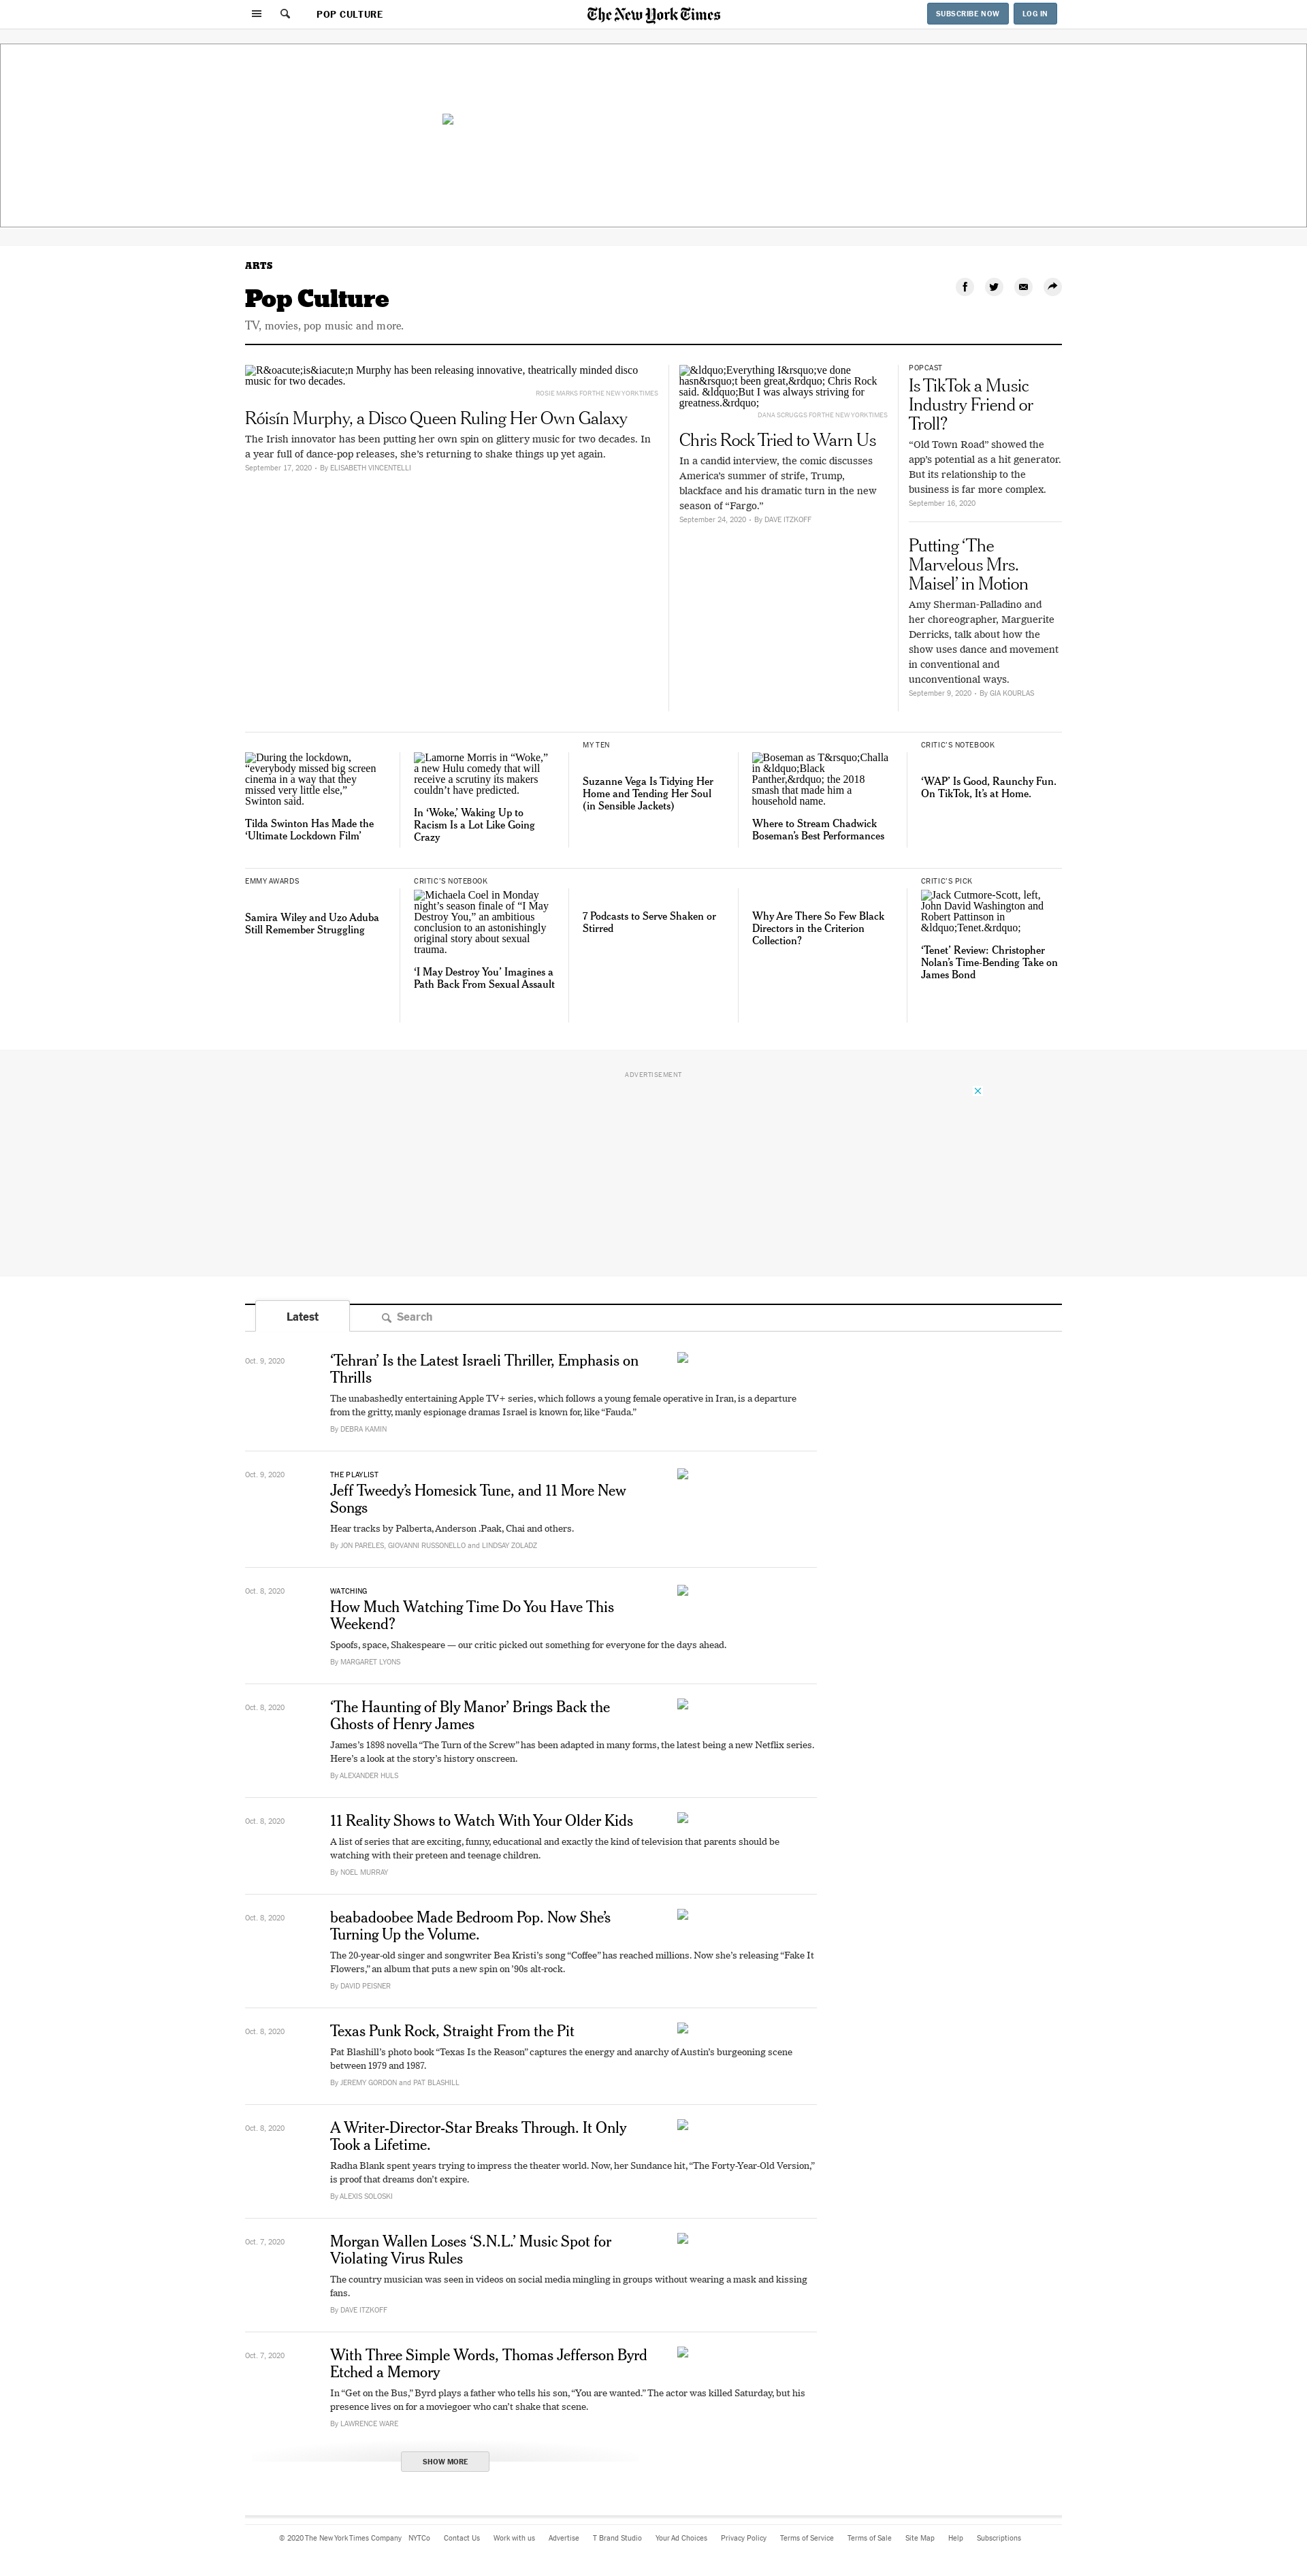 POP CULTURE
The New York Times
SUBSCRIBE NOW
LOG IN
ARTS
Pop Culture
TV, movies, pop music and more.
R&oacute;is&iacute;n Murphy has been releasing innovative, theatrically minded disco
music for two decades.
ROSIE MARKS FOR THE NEW YORK TIMES
Róisín Murphy, a Disco Queen Ruling Her Own Galaxy
The Irish innovator has been putting her own spin on glittery music for two decades. In
a year full of dance-pop releases, she’s returning to shake things up yet again.
September 17, 2020 • By ELISABETH VINCENTELLI
&ldquo;Everything I&rsquo;ve done
hasn&rsquo;t been great,&rdquo; Chris Rock
said. &ldquo;But I was always striving for
greatness.&rdquo;
DANA SCRUGGS FOR THE NEW YORK TIMES
Chris Rock Tried to Warn Us
In a candid interview, the comic discusses
America’s summer of strife, Trump,
blackface and his dramatic turn in the new
season of “Fargo.”
September 24, 2020 • By DAVE ITZKOFF
POPCAST
Is TikTok a Music
Industry Friend or
Troll?
“Old Town Road” showed the
app’s potential as a hit generator.
But its relationship to the
business is far more complex.
September 16, 2020
Putting ‘The
Marvelous Mrs.
Maisel’ in Motion
Amy Sherman-Palladino and
her choreographer, Marguerite
Derricks, talk about how the
show uses dance and movement
in conventional and
unconventional ways.
September 9, 2020 • By GIA KOURLAS
During the lockdown,
“everybody missed big screen
cinema in a way that they
missed very little else,”
Swinton said.
Tilda Swinton Has Made the
‘Ultimate Lockdown Film’
Lamorne Morris in “Woke,”
a new Hulu comedy that will
receive a scrutiny its makers
couldn’t have predicted.
In ‘Woke,’ Waking Up to
Racism Is a Lot Like Going
Crazy
MY TEN
Suzanne Vega Is Tidying Her
Home and Tending Her Soul
(in Sensible Jackets)
Boseman as T&rsquo;Challa
in &ldquo;Black
Panther,&rdquo; the 2018
smash that made him a
household name.
Where to Stream Chadwick
Boseman’s Best Performances
CRITIC’S NOTEBOOK
‘WAP’ Is Good, Raunchy Fun.
On TikTok, It’s at Home.
EMMY AWARDS
Samira Wiley and Uzo Aduba
Still Remember Struggling
CRITIC’S NOTEBOOK
Michaela Coel in Monday
night’s season finale of “I May
Destroy You,” an ambitious
conclusion to an astonishingly
original story about sexual
trauma.
‘I May Destroy You’ Imagines a
Path Back From Sexual Assault
7 Podcasts to Serve Shaken or
Stirred
Why Are There So Few Black
Directors in the Criterion
Collection?
CRITIC’S PICK
Jack Cutmore-Scott, left,
John David Washington and
Robert Pattinson in
&ldquo;Tenet.&rdquo;
‘Tenet’ Review: Christopher
Nolan’s Time-Bending Take on
James Bond
ADVERTISEMENT
Latest
Search
Oct. 9, 2020
‘Tehran’ Is the Latest Israeli Thriller, Emphasis on
Thrills
The unabashedly entertaining Apple TV+ series, which follows a young female operative in Iran, is a departure
from the gritty, manly espionage dramas Israel is known for, like “Fauda.”
By DEBRA KAMIN
Oct. 9, 2020
THE PLAYLIST
Jeff Tweedy’s Homesick Tune, and 11 More New
Songs
Hear tracks by Palberta, Anderson .Paak, Chai and others.
By JON PARELES, GIOVANNI RUSSONELLO and LINDSAY ZOLADZ
Oct. 8, 2020
WATCHING
How Much Watching Time Do You Have This
Weekend?
Spoofs, space, Shakespeare — our critic picked out something for everyone for the days ahead.
By MARGARET LYONS
Oct. 8, 2020
‘The Haunting of Bly Manor’ Brings Back the
Ghosts of Henry James
James’s 1898 novella “The Turn of the Screw” has been adapted in many forms, the latest being a new Netflix series.
Here’s a look at the story’s history onscreen.
By ALEXANDER HULS
Oct. 8, 2020
11 Reality Shows to Watch With Your Older Kids
A list of series that are exciting, funny, educational and exactly the kind of television that parents should be
watching with their preteen and teenage children.
By NOEL MURRAY
Oct. 8, 2020
beabadoobee Made Bedroom Pop. Now She’s
Turning Up the Volume.
The 20-year-old singer and songwriter Bea Kristi’s song “Coffee” has reached millions. Now she’s releasing “Fake It
Flowers,” an album that puts a new spin on ’90s alt-rock.
By DAVID PEISNER
Oct. 8, 2020
Texas Punk Rock, Straight From the Pit
Pat Blashill’s photo book “Texas Is the Reason” captures the energy and anarchy of Austin’s burgeoning scene
between 1979 and 1987.
By JEREMY GORDON and PAT BLASHILL
Oct. 8, 2020
A Writer-Director-Star Breaks Through. It Only
Took a Lifetime.
Radha Blank spent years trying to impress the theater world. Now, her Sundance hit, “The Forty-Year-Old Version,”
is proof that dreams don’t expire.
By ALEXIS SOLOSKI
Oct. 7, 2020
Morgan Wallen Loses ‘S.N.L.’ Music Spot for
Violating Virus Rules
The country musician was seen in videos on social media mingling in groups without wearing a mask and kissing
fans.
By DAVE ITZKOFF
Oct. 7, 2020
With Three Simple Words, Thomas Jefferson Byrd
Etched a Memory
In “Get on the Bus,” Byrd plays a father who tells his son, “You are wanted.” The actor was killed Saturday, but his
presence lives on for a moviegoer who can’t shake that scene.
By LAWRENCE WARE
SHOW MORE
© 2020 The New York Times Company NYTCo Contact Us Work with us Advertise T Brand Studio Your Ad Choices Privacy Policy Terms of Service Terms of Sale Site Map Help Subscriptions